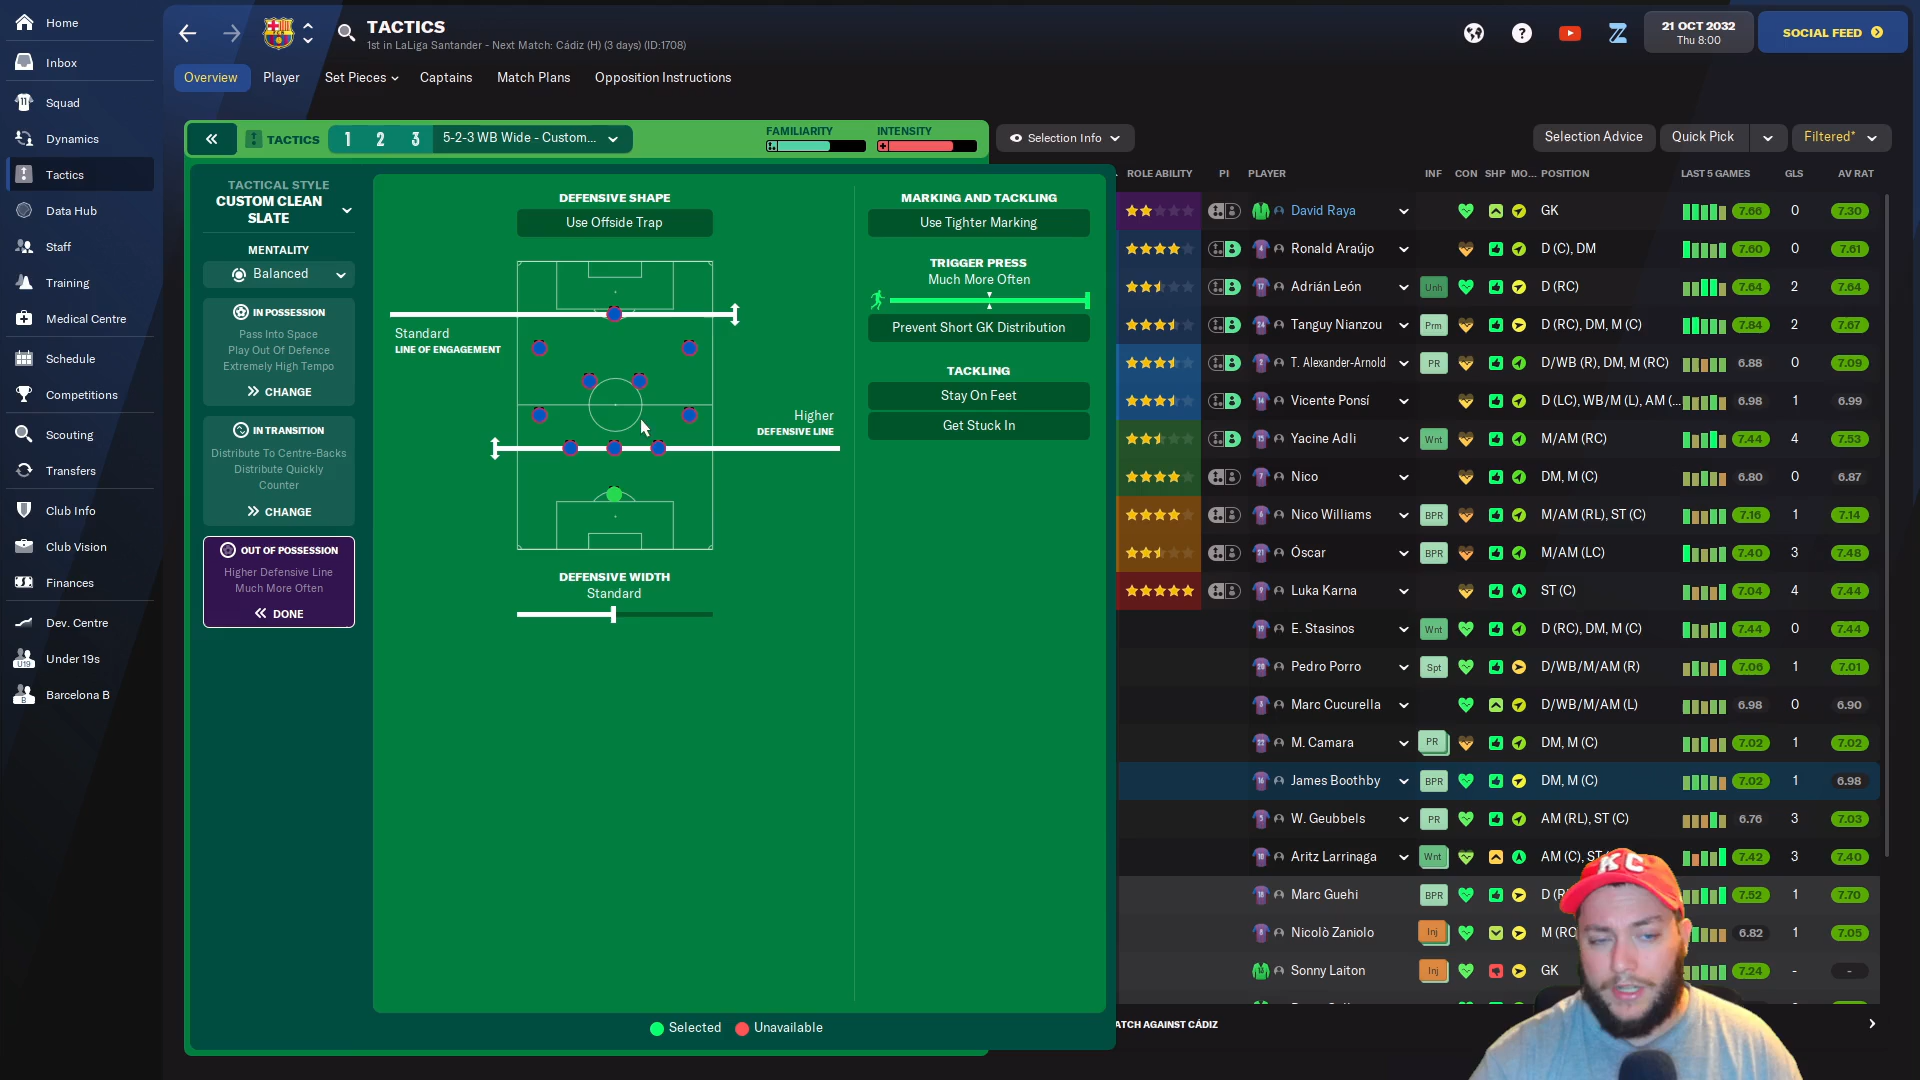 Home
Inbox
Squad
Dynamics
Tactics
Data Hub
Staff
Training
Medical Centre
Schedule
Competitions
Scouting
Transfers
Club Info
Club Vision
Finances
Dev. Centre
Under 19s
Barcelona B
TACTICS
1st in LaLiga Santander - Next Match: Cádiz (H) (3 days) (ID:1708)
21 OCT 2032
Thu 8:00
SOCIAL FEED
Overview Player Set Pieces Captains Match Plans Opposition Instructions
TACTICS 1 2 3 5-2-3 WB Wide - Custom...
FAMILIARITY INTENSITY
Selection Info
Selection Advice Quick Pick Filtered*
TACTICAL STYLE
CUSTOM CLEAN
SLATE
MENTALITY
Balanced
IN POSSESSION
Pass Into Space
Play Out Of Defence
Extremely High Tempo
CHANGE
IN TRANSITION
Distribute To Centre-Backs
Distribute Quickly
Counter
CHANGE
OUT OF POSSESSION
Higher Defensive Line
Much More Often
DONE
DEFENSIVE SHAPE
Use Offside Trap
Standard
LINE OF ENGAGEMENT
Higher
DEFENSIVE LINE
DEFENSIVE WIDTH
Standard
MARKING AND TACKLING
Use Tighter Marking
TRIGGER PRESS
Much More Often
Prevent Short GK Distribution
TACKLING
Stay On Feet
Get Stuck In
Selected Unavailable
ROLE ABILITY PI PLAYER INF CON SHP MO... POSITION LAST 5 GAMES GLS AV RAT
David Raya GK 7.66 0 7.30
Ronald Araújo D (C), DM 7.60 0 7.61
Adrián León Unh D (RC) 7.64 2 7.64
Tanguy Nianzou Prm D (RC), DM, M (C) 7.84 2 7.67
T. Alexander-Arnold PR D/WB (R), DM, M (RC) 6.88 0 7.09
Vicente Ponsí D (LC), WB/M (L), AM (... 6.98 1 6.99
Yacine Adli Wnt M/AM (RC) 7.44 4 7.53
Nico DM, M (C) 6.80 0 6.87
Nico Williams BPR M/AM (RL), ST (C) 7.16 1 7.14
Óscar BPR M/AM (LC) 7.40 3 7.48
Luka Karna ST (C) 7.04 4 7.44
E. Stasinos Wnt D (RC), DM, M (C) 7.44 0 7.44
Pedro Porro Spt D/WB/M/AM (R) 7.06 1 7.01
Marc Cucurella D/WB/M/AM (L) 6.98 0 6.90
M. Camara PR DM, M (C) 7.02 1 7.02
James Boothby BPR DM, M (C) 7.02 1 6.98
W. Geubbels PR AM (RL), ST (C) 6.76 3 7.03
Aritz Larrinaga Wnt AM (C), ST 7.42 3 7.40
Marc Guehi BPR D (R 7.52 1 7.70
Nicolò Zaniolo Inj M (RC 6.82 1 7.05
Sonny Laiton Inj GK 7.24 - -
ATCH AGAINST CÁDIZ
KC